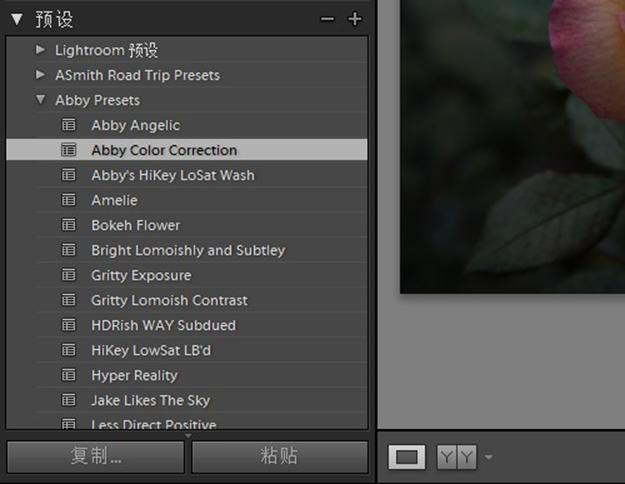 预设
Lightroom 预设
ASmith Road Trip Presets
Abby Presets
Abby Angelic
Abby Color Correction
Abby's HiKey LoSat Wash
Amelie
Bokeh Flower
Bright Lomoishly and Subtley
Gritty Exposure
Gritty Lomoish Contrast
HDRish WAY Subdued
HiKey LowSat LB'd
Hyper Reality
Jake Likes The Sky
Less Direct Positive
复制... 粘贴
YY